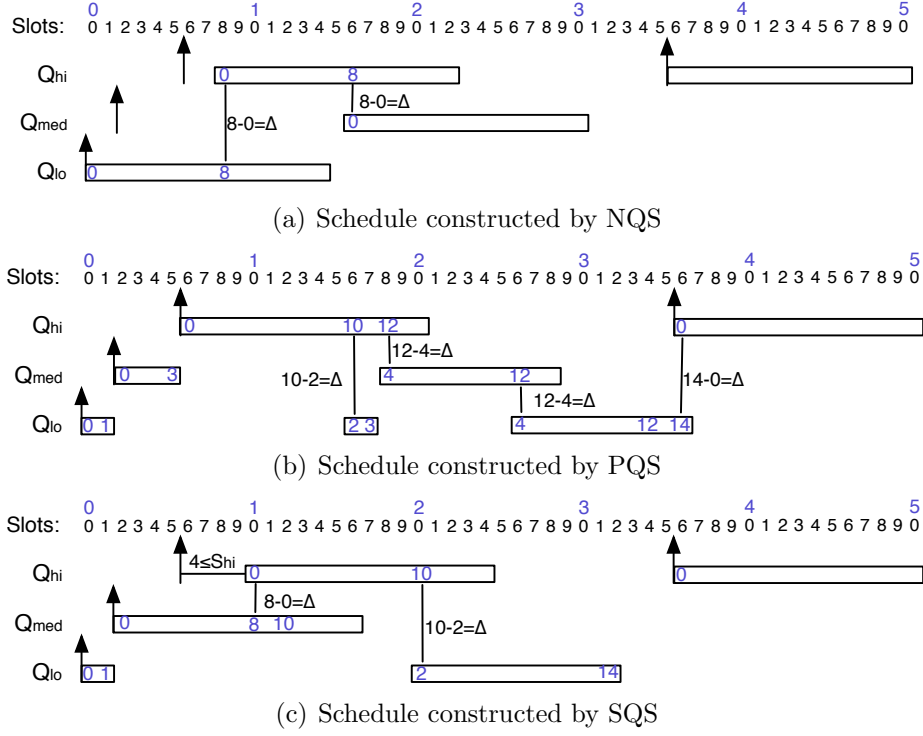 0 1 2 3 4 5
Slots: 0 1 2 3 4 5 6 7 8 9 0 1 2 3 4 5 6 7 8 9 0 1 2 3 4 5 6 7 8 9 0 1 2 3 4 5 6 7 8 9 0 1 2 3 4 5 6 7 8 9 0
Qhi 0 8
8-0=Δ
Qmed 8-0=Δ 0
Qlo 0 8
(a) Schedule constructed by NQS
0 1 2 3 4 5
Slots: 0 1 2 3 4 5 6 7 8 9 0 1 2 3 4 5 6 7 8 9 0 1 2 3 4 5 6 7 8 9 0 1 2 3 4 5 6 7 8 9 0 1 2 3 4 5 6 7 8 9 0
Qhi 0 10 12 0
12-4=Δ
Qmed 0 3 10-2=Δ 4 12 14-0=Δ
12-4=Δ
Qlo 0 1 2 3 4 12 14
(b) Schedule constructed by PQS
0 1 2 3 4 5
Slots: 0 1 2 3 4 5 6 7 8 9 0 1 2 3 4 5 6 7 8 9 0 1 2 3 4 5 6 7 8 9 0 1 2 3 4 5 6 7 8 9 0 1 2 3 4 5 6 7 8 9 0
4≤Shi
Qhi 0 10 0
8-0=Δ
Qmed 0 8 10 10-2=Δ
Qlo 0 1 2 14
(c) Schedule constructed by SQS